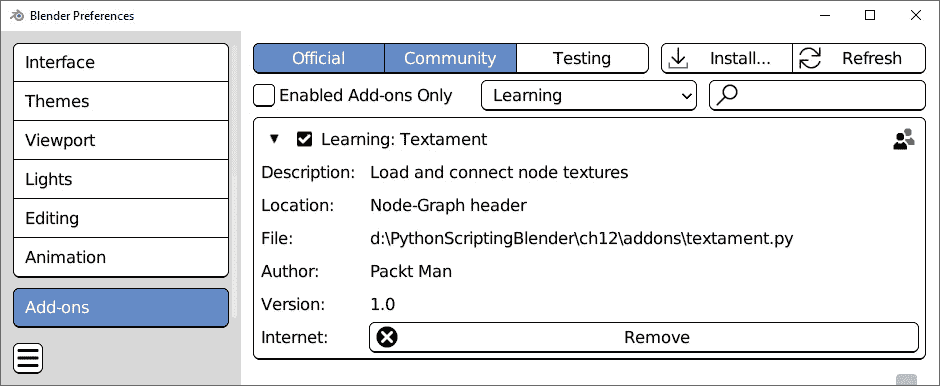 Blender Preferences
Interface
Themes
Viewport
Lights
Editing
Animation
Add-ons
Official Community Testing Install... Refresh
Enabled Add-ons Only Learning
Learning: Textament
Description: Load and connect node textures
Location: Node-Graph header
File: d:\PythonScriptingBlender\ch12\addons\textament.py
Author: Packt Man
Version: 1.0
Internet: Remove